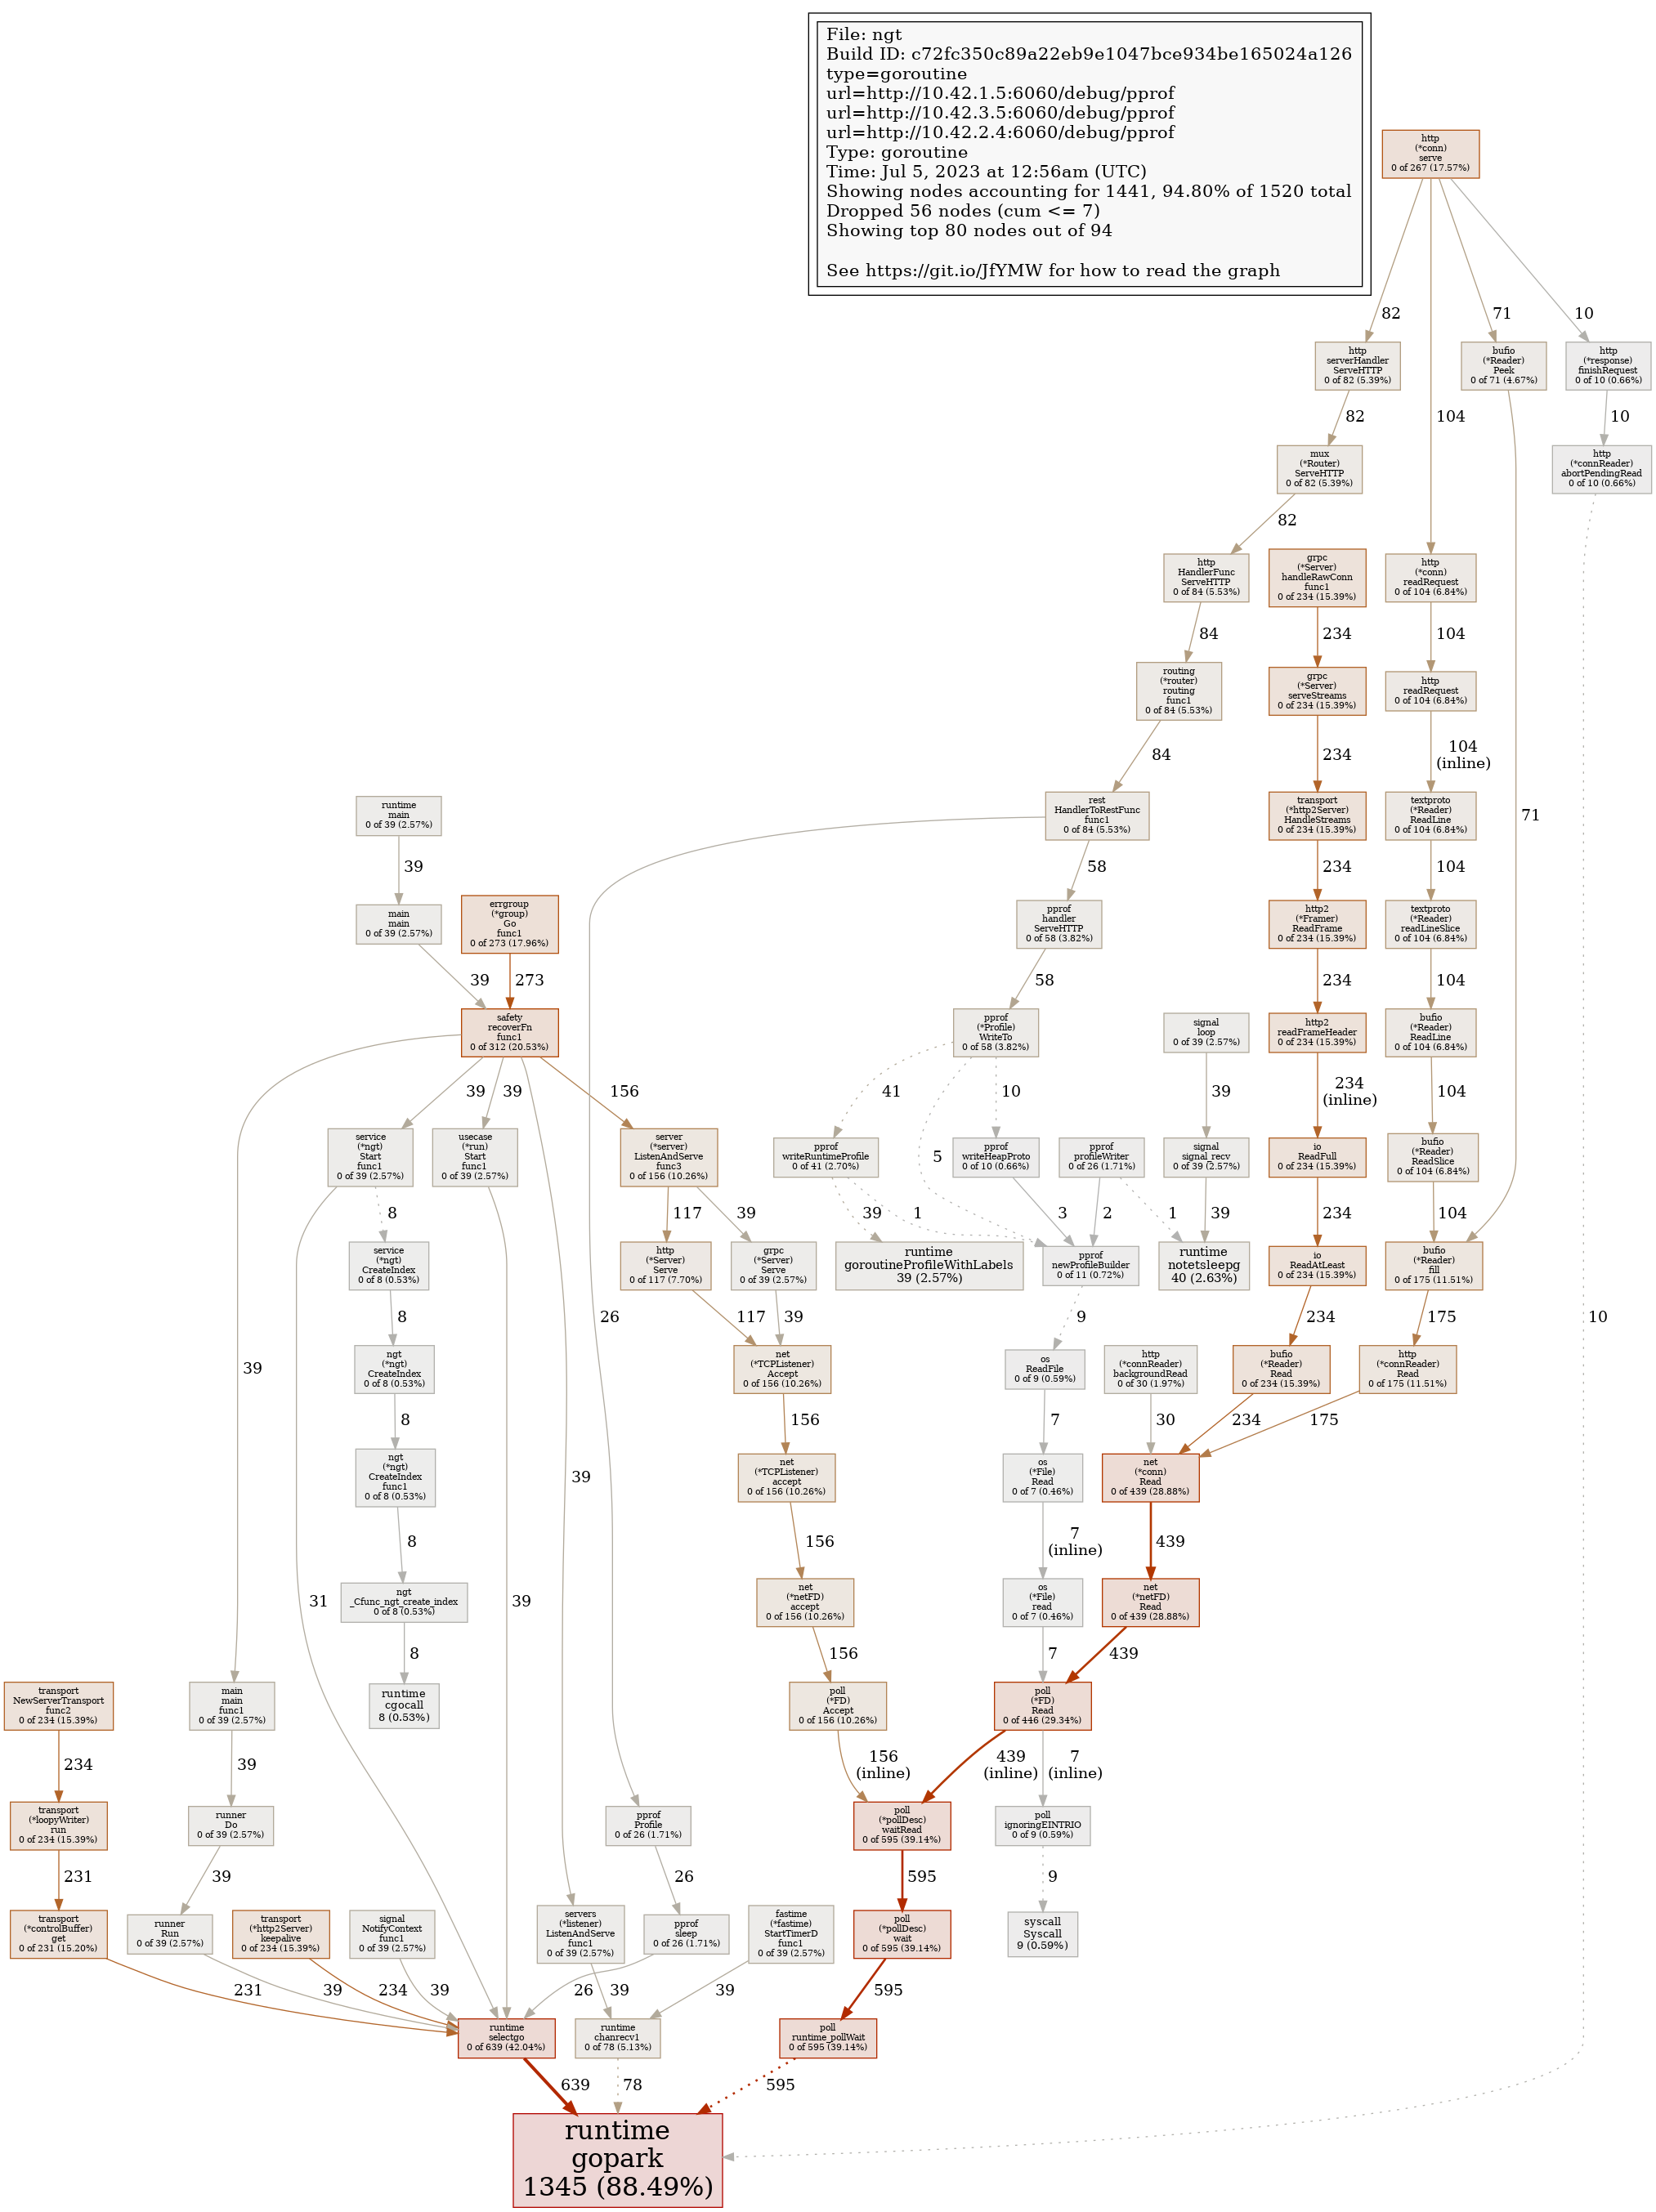 File: ngt
Build ID: c72fc350c89a22eb9e1047bce934be165024a126
type=goroutine
url=http://10.42.1.5:6060/debug/pprof
url=http://10.42.3.5:6060/debug/pprof
url=http://10.42.2.4:6060/debug/pprof
Type: goroutine
Time: Jul 5, 2023 at 12:56am (UTC)
Showing nodes accounting for 1441, 94.80% of 1520 total
Dropped 56 nodes (cum <= 7)
Showing top 80 nodes out of 94
See https://git.io/JfYMW for how to read the graph
http
(*conn)
serve
0 of 267 (17.57%)
82
104
71
10
http
serverHandler
ServeHTTP
0 of 82 (5.39%)
bufio
(*Reader)
Peek
0 of 71 (4.67%)
http
(*response)
finishRequest
0 of 10 (0.66%)
82
10
mux
(*Router)
ServeHTTP
0 of 82 (5.39%)
http
(*connReader)
abortPendingRead
0 of 10 (0.66%)
82
http
HandlerFunc
ServeHTTP
0 of 84 (5.53%)
grpc
(*Server)
handleRawConn
func1
0 of 234 (15.39%)
http
(*conn)
readRequest
0 of 104 (6.84%)
84
234
104
routing
(*router)
routing
func1
0 of 84 (5.53%)
grpc
(*Server)
serveStreams
0 of 234 (15.39%)
http
readRequest
0 of 104 (6.84%)
84
234
104
(inline)
runtime
main
0 of 39 (2.57%)
rest
HandlerToRestFunc
func1
0 of 84 (5.53%)
transport
(*http2Server)
HandleStreams
0 of 234 (15.39%)
textproto
(*Reader)
ReadLine
0 of 104 (6.84%)
71
39
58
234
104
main
main
0 of 39 (2.57%)
errgroup
(*group)
Go
func1
0 of 273 (17.96%)
pprof
handler
ServeHTTP
0 of 58 (3.82%)
http2
(*Framer)
ReadFrame
0 of 234 (15.39%)
textproto
(*Reader)
readLineSlice
0 of 104 (6.84%)
39
273
58
234
104
safety
recoverFn
func1
0 of 312 (20.53%)
pprof
(*Profile)
WriteTo
0 of 58 (3.82%)
signal
loop
0 of 39 (2.57%)
http2
readFrameHeader
0 of 234 (15.39%)
bufio
(*Reader)
ReadLine
0 of 104 (6.84%)
39
39
156
41
10
39
234
(inline)
104
service
(*ngt)
Start
func1
0 of 39 (2.57%)
usecase
(*run)
Start
func1
0 of 39 (2.57%)
server
(*server)
ListenAndServe
func3
0 of 156 (10.26%)
pprof
writeRuntimeProfile
0 of 41 (2.70%)
5
pprof
writeHeapProto
0 of 10 (0.66%)
pprof
profileWriter
0 of 26 (1.71%)
signal
signal_recv
0 of 39 (2.57%)
io
ReadFull
0 of 234 (15.39%)
bufio
(*Reader)
ReadSlice
0 of 104 (6.84%)
8
117
39
39
1
3
2
1
39
234
104
service
(*ngt)
CreateIndex
0 of 8 (0.53%)
http
(*Server)
Serve
0 of 117 (7.70%)
grpc
(*Server)
Serve
0 of 39 (2.57%)
runtime
goroutineProfileWithLabels
39 (2.57%)
pprof
newProfileBuilder
0 of 11 (0.72%)
runtime
notetsleepg
40 (2.63%)
io
ReadAtLeast
0 of 234 (15.39%)
bufio
(*Reader)
fill
0 of 175 (11.51%)
8
26
117
39
9
234
175
10
39
ngt
(*ngt)
CreateIndex
0 of 8 (0.53%)
net
(*TCPListener)
Accept
0 of 156 (10.26%)
os
ReadFile
0 of 9 (0.59%)
http
(*connReader)
backgroundRead
0 of 30 (1.97%)
bufio
(*Reader)
Read
0 of 234 (15.39%)
http
(*connReader)
Read
0 of 175 (11.51%)
8
156
7
30
234
175
ngt
(*ngt)
CreateIndex
func1
0 of 8 (0.53%)
39
net
(*TCPListener)
accept
0 of 156 (10.26%)
os
(*File)
Read
0 of 7 (0.46%)
net
(*conn)
Read
0 of 439 (28.88%)
8
156
7
(inline)
439
31
39
ngt
_Cfunc_ngt_create_index
0 of 8 (0.53%)
net
(*netFD)
accept
0 of 156 (10.26%)
os
(*File)
read
0 of 7 (0.46%)
net
(*netFD)
Read
0 of 439 (28.88%)
8
156
7
439
transport
NewServerTransport
func2
0 of 234 (15.39%)
main
main
func1
0 of 39 (2.57%)
runtime
cgocall
8 (0.53%)
poll
(*FD)
Accept
0 of 156 (10.26%)
poll
(*FD)
Read
0 of 446 (29.34%)
234
39
156
(inline)
439
(inline)
7
(inline)
transport
(*loopyWriter)
run
0 of 234 (15.39%)
runner
Do
0 of 39 (2.57%)
pprof
Profile
0 of 26 (1.71%)
poll
(*pollDesc)
waitRead
0 of 595 (39.14%)
poll
ignoringEINTRIO
0 of 9 (0.59%)
231
39
26
595
9
transport
(*controlBuffer)
get
0 of 231 (15.20%)
runner
Run
0 of 39 (2.57%)
transport
(*http2Server)
keepalive
0 of 234 (15.39%)
signal
NotifyContext
func1
0 of 39 (2.57%)
servers
(*listener)
ListenAndServe
func1
0 of 39 (2.57%)
pprof
sleep
0 of 26 (1.71%)
fastime
(*fastime)
StartTimerD
func1
0 of 39 (2.57%)
poll
(*pollDesc)
wait
0 of 595 (39.14%)
syscall
Syscall
9 (0.59%)
231
39
234
39
26
39
39
595
runtime
selectgo
0 of 639 (42.04%)
runtime
chanrecv1
0 of 78 (5.13%)
poll
runtime_pollWait
0 of 595 (39.14%)
639
78
595
runtime
gopark
1345 (88.49%)